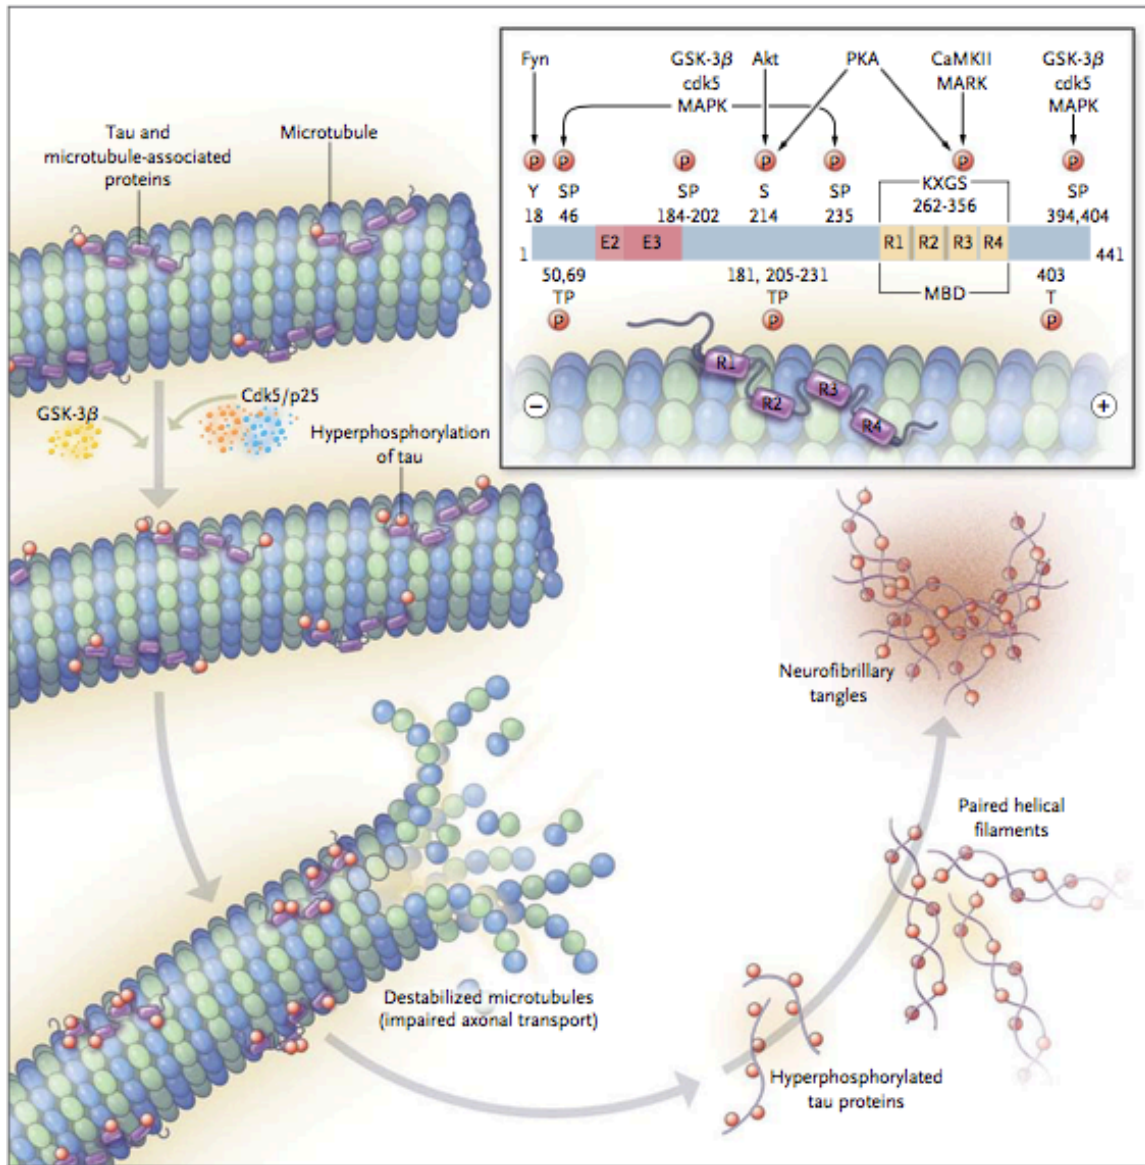 Fyn
GSK-3β
cdk5
MAPK
Akt
PKA
CaMKII
MARK
GSK-3β
cdk5
MAPK
P P P P P P P
Y SP SP S SP KXGS SP
18 46 184-202 214 235 262-356 394,404
1 E2 E3 R1 R2 R3 R4 441
50,69 181, 205-231 MBD 403
TP TP T
P P P
R1
R2
R3
R4
−
+
Tau and
microtubule-associated
proteins
Microtubule
GSK-3β
Cdk5/p25
Hyperphosphorylation
of tau
Destabilized microtubules
(impaired axonal transport)
Hyperphosphorylated
tau proteins
Paired helical
filaments
Neurofibrillary
tangles